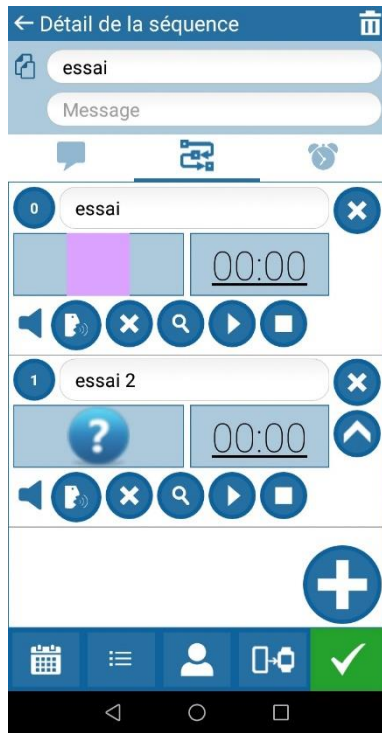 Détail de la séquence
essai
Message
0 essai
00:00
1 essai 2
?
00:00